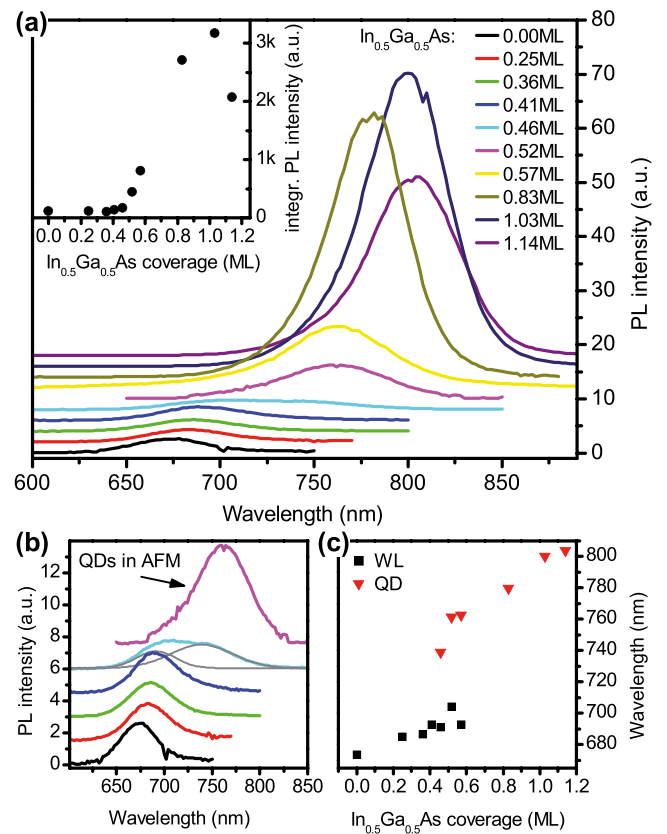 (a)
In0.5Ga0.5As:
0.00ML
0.25ML
0.36ML
0.41ML
0.46ML
0.52ML
0.57ML
0.83ML
1.03ML
1.14ML
3k
2k
1k
0
integr. PL intensity (a.u.)
0.0 0.2 0.4 0.6 0.8 1.0 1.2
In0.5Ga0.5As coverage (ML)
80
70
60
50
40
30
20
10
0
PL intensity (a.u.)
600 650 700 750 800 850
Wavelength (nm)
(b)
QDs in AFM
12
10
8
6
4
2
0
PL intensity (a.u.)
650 700 750 800 850
Wavelength (nm)
(c)
WL
QD
800
780
760
740
720
700
680
Wavelength (nm)
0.0 0.2 0.4 0.6 0.8 1.0 1.2
In0.5Ga0.5As coverage (ML)